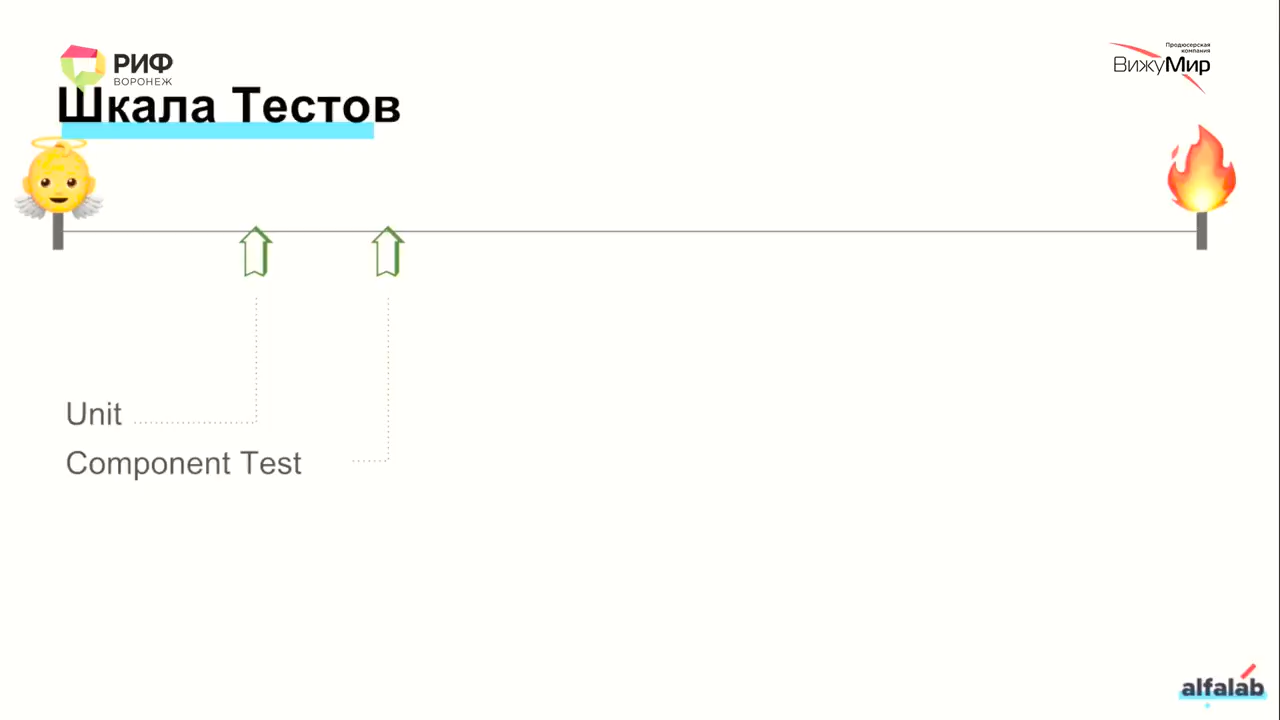 РИФ
ВОРОНЕЖ
Продюсерская
компания
ВижуМир
Шкала Тестов
Unit
Component Test
alfalab